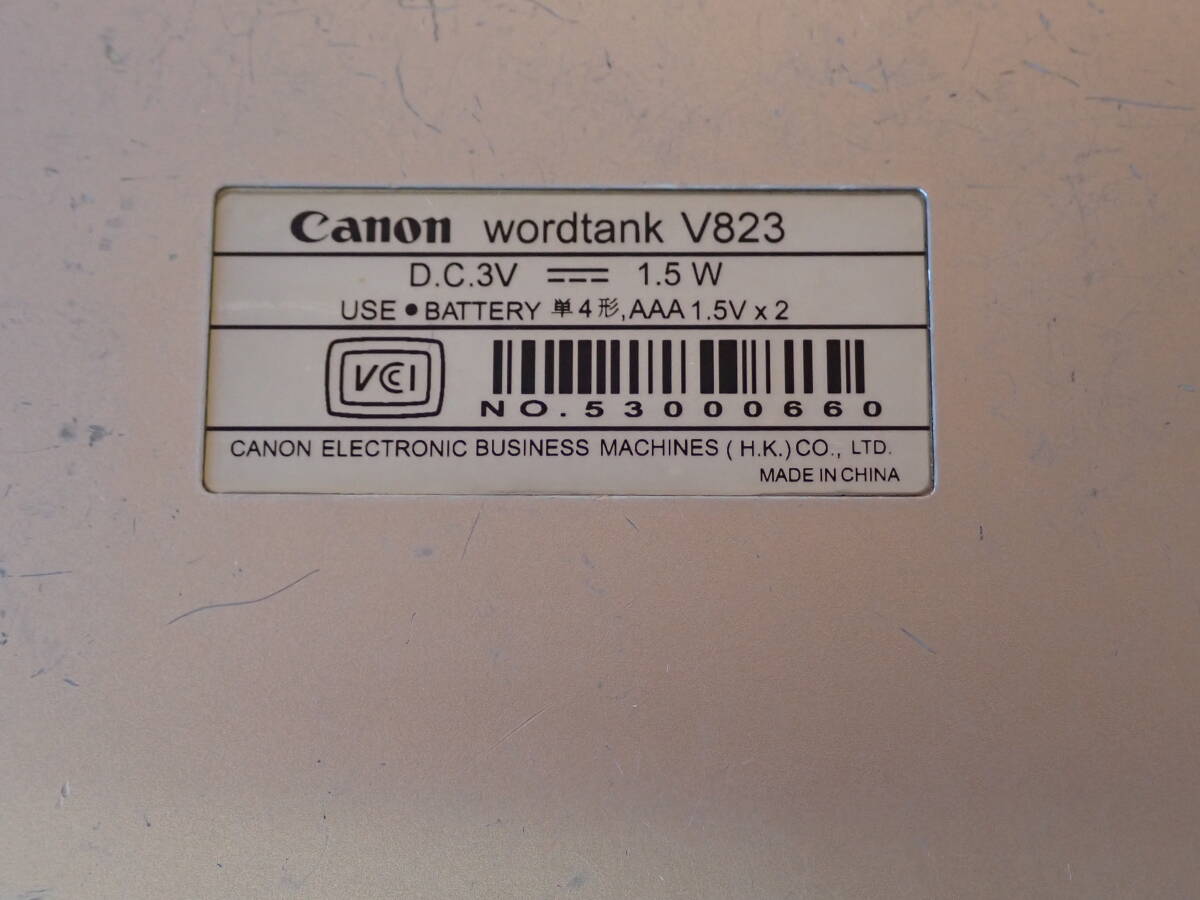 Canon wordtank V823
D.C.3V ⎓ 1.5 W
USE ● BATTERY 単4形,AAA 1.5V x 2
VCCI
NO.53000660
CANON ELECTRONIC BUSINESS MACHINES (H.K.)CO., LTD.
MADE IN CHINA